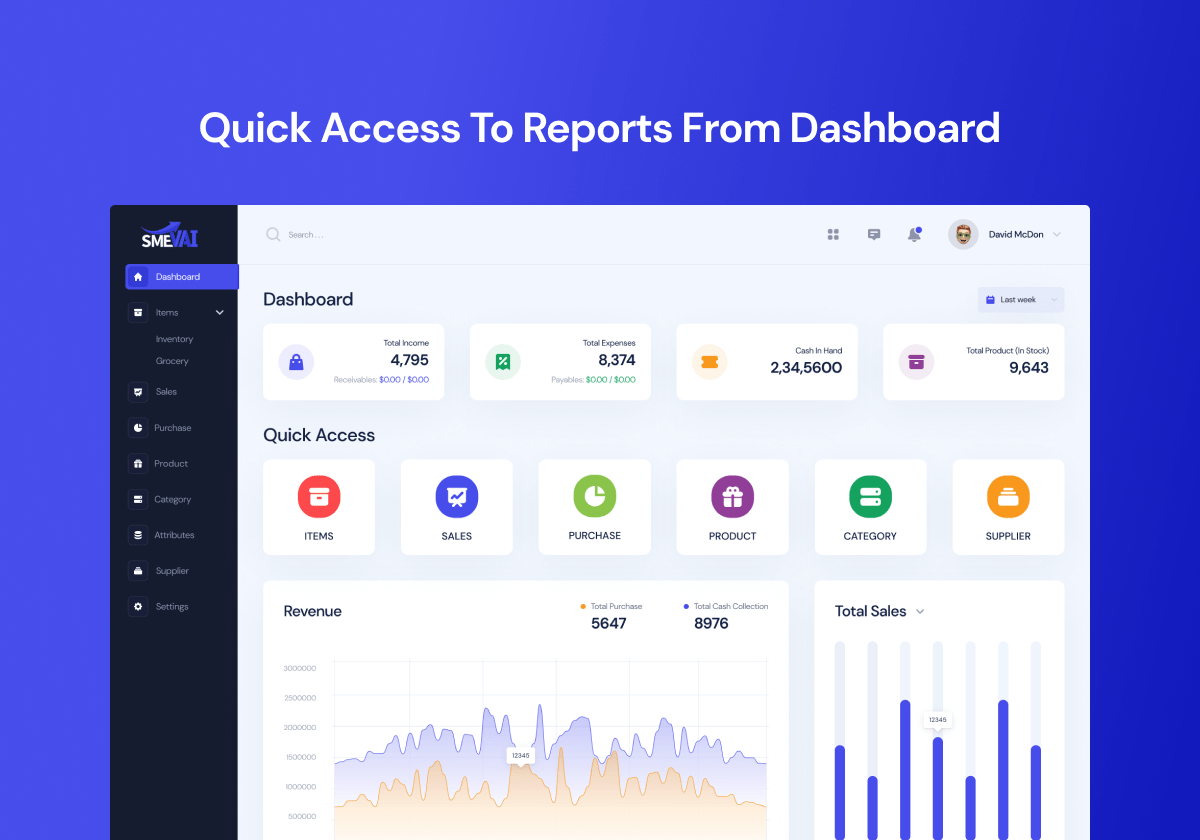 Quick Access To Reports From Dashboard
SMEVAI
Search . . .
David McDon
Dashboard
Items
Inventory
Grocery
Sales
Purchase
Product
Category
Attributes
Supplier
Settings
Dashboard
Last week
Total Income
4,795
Receivables: $0.00 / $0.00
Total Expenses
8,374
Payables: $0.00 / $0.00
Cash In Hand
2,34,5600
Total Product (In Stock)
9,643
Quick Access
ITEMS
SALES
PURCHASE
PRODUCT
CATEGORY
SUPPLIER
Revenue
Total Purchase
5647
Total Cash Collection
8976
3000000
2500000
2000000
1500000
1000000
500000
12345
Total Sales
12345